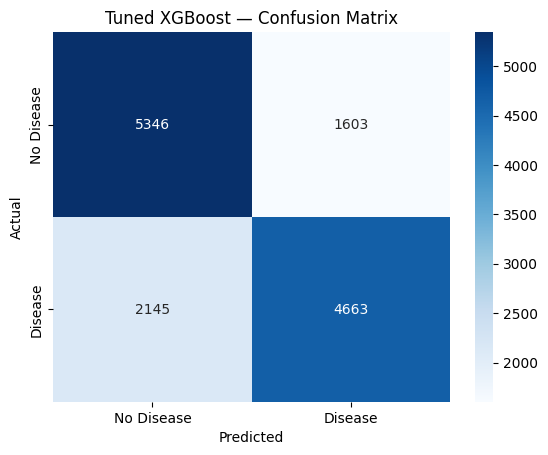 Tuned XGBoost — Confusion Matrix
No Disease
5346
1603
Actual
Disease
2145
4663
No Disease
Disease
Predicted
5000
4500
4000
3500
3000
2500
2000